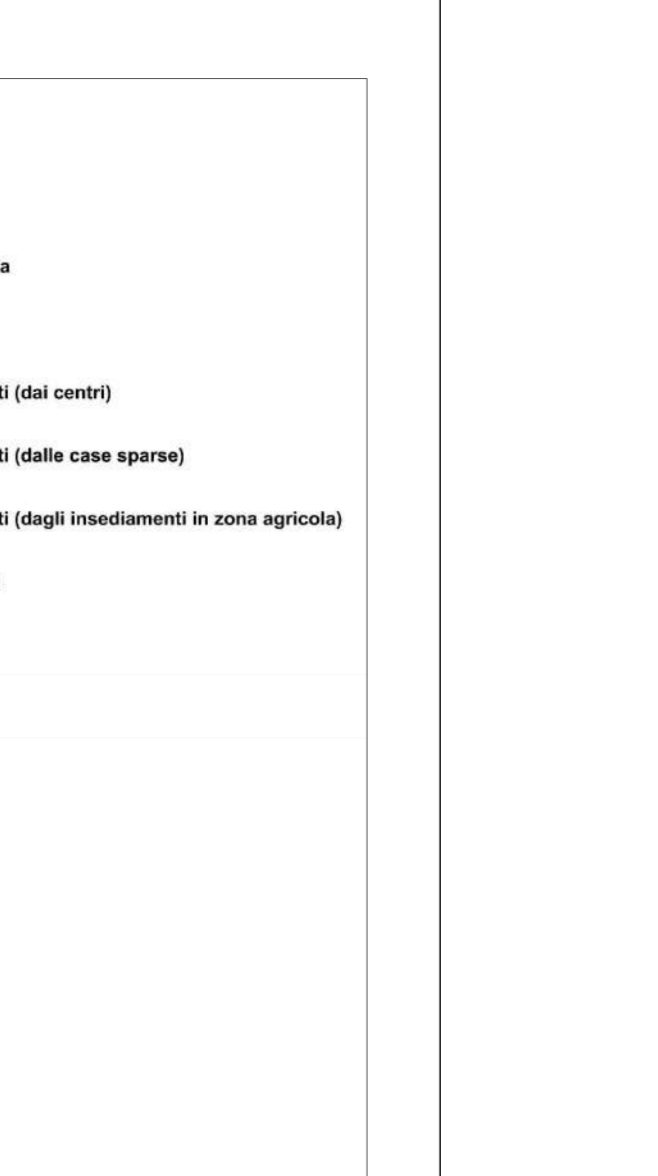 a
ti (dai centri)
ti (dalle case sparse)
ti (dagli insediamenti in zona agricola)